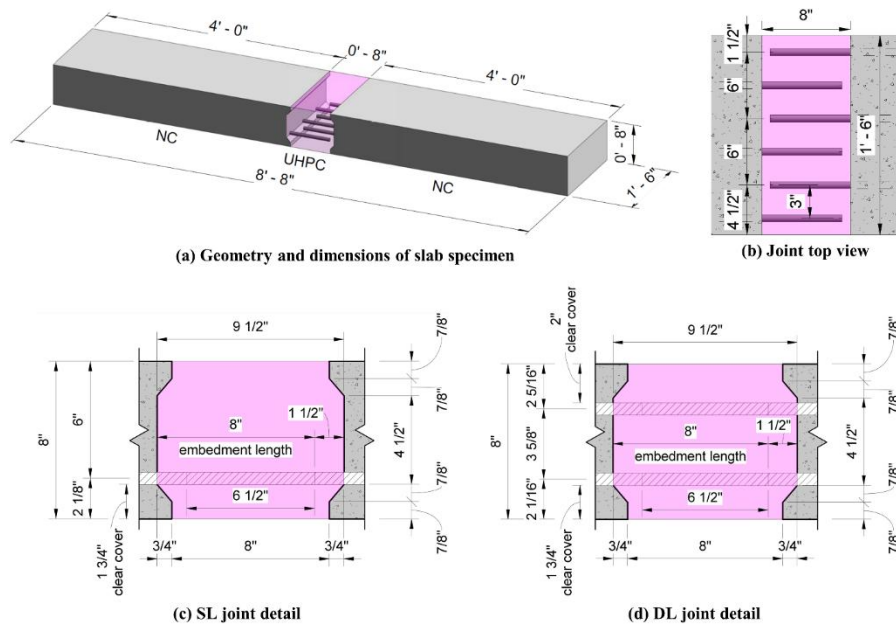 4' - 0"
0' - 8"
4' - 0"
NC
UHPC
NC
8' - 8"
0' - 8"
1' - 6"
(a) Geometry and dimensions of slab specimen
8"
1 1/2"
6"
6"
4 1/2"
3"
1' - 6"
(b) Joint top view
9 1/2"
7/8"
7/8"
8"
6"
8"
1 1/2"
embedment length
4 1/2"
6 1/2"
2 1/8"
1 3/4"
clear cover
7/8"
7/8"
3/4"
8"
3/4"
(c) SL joint detail
2"
clear cover
9 1/2"
7/8"
7/8"
2 5/16"
8"
3 5/8"
8"
1 1/2"
embedment length
4 1/2"
6 1/2"
2 1/16"
1 3/4"
clear cover
7/8"
7/8"
3/4"
8"
3/4"
(d) DL joint detail